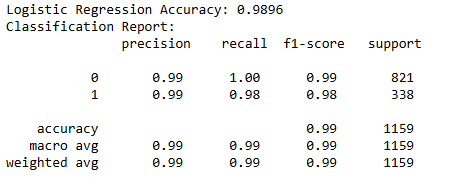 Logistic Regression Accuracy: 0.9896
Classification Report:
precision recall f1-score support
0 0.99 1.00 0.99 821
1 0.99 0.98 0.98 338
accuracy 0.99 1159
macro avg 0.99 0.99 0.99 1159
weighted avg 0.99 0.99 0.99 1159